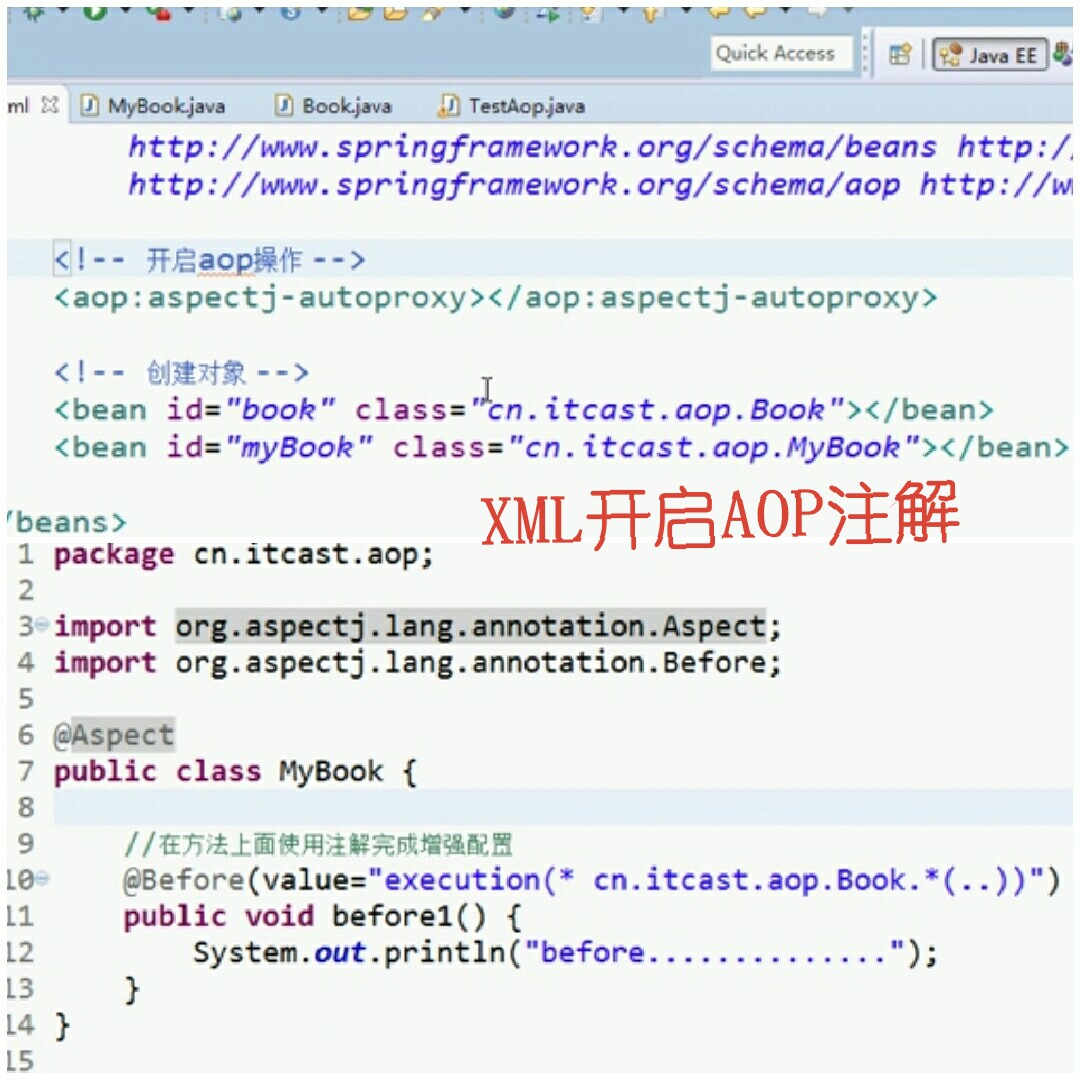 Quick Access
Java EE
ml
MyBook.java
Book.java
TestAop.java
http://www.springframework.org/schema/beans http:/
http://www.springframework.org/schema/aop http://w
<!-- 开启aop操作 -->
<aop:aspectj-autoproxy></aop:aspectj-autoproxy>
<!-- 创建对象 -->
<bean id="book" class="cn.itcast.aop.Book"></bean>
<bean id="myBook" class="cn.itcast.aop.MyBook"></bean>
/beans>
XML开启AOP注解
1 package cn.itcast.aop;
2
3 import org.aspectj.lang.annotation.Aspect;
4 import org.aspectj.lang.annotation.Before;
5
6 @Aspect
7 public class MyBook {
8
9 //在方法上面使用注解完成增强配置
10 @Before(value="execution(* cn.itcast.aop.Book.*(..))")
11 public void before1() {
12 System.out.println("before..............");
13 }
14 }
15